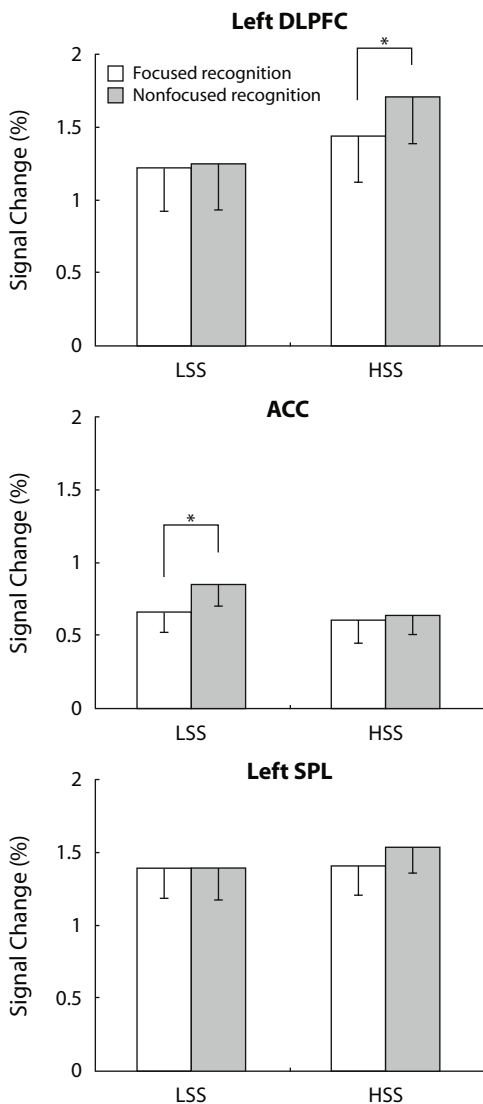 Left DLPFC
2
*
Focused recognition
Nonfocused recognition
1.5
1
0.5
0
Signal Change (%)
LSS HSS
ACC
2
1.5
*
1
0.5
0
Signal Change (%)
LSS HSS
Left SPL
2
1.5
1
0.5
0
Signal Change (%)
LSS HSS